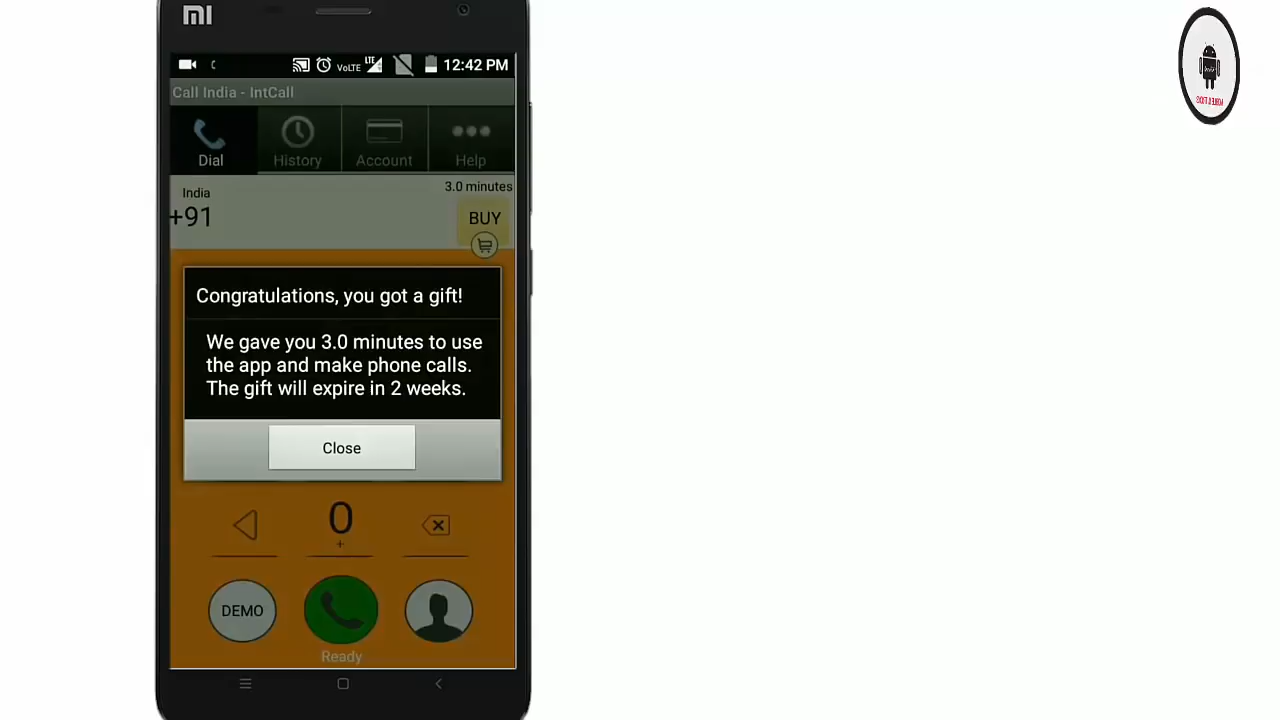 MI
VoLTE
LTE
12:42 PM
Call India - IntCall
Dial
History
Account
Help
India
3.0 minutes
+91
BUY
Congratulations, you got a gift!
We gave you 3.0 minutes to use
the app and make phone calls.
The gift will expire in 2 weeks.
Close
0
+
DEMO
Ready